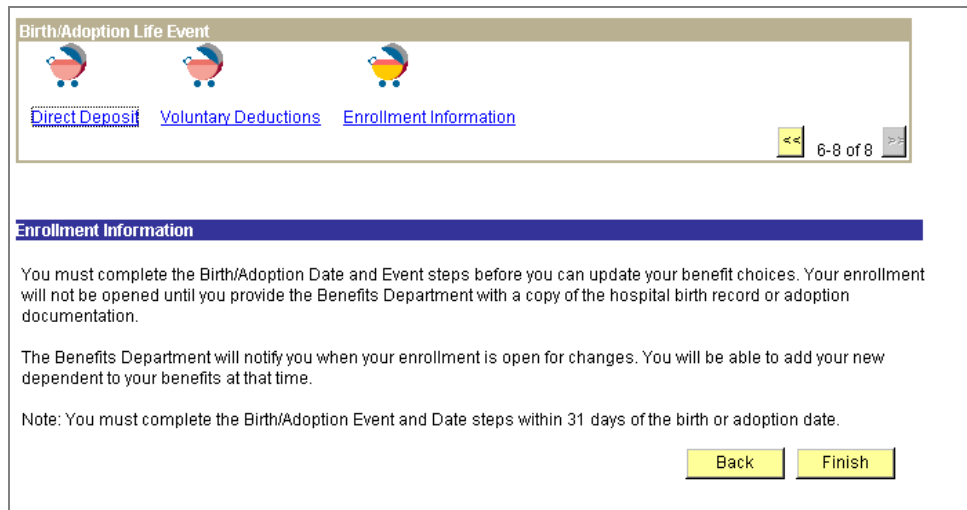 Birth/Adoption Life Event
Direct Deposit Voluntary Deductions Enrollment Information
<< 6-8 of 8 >>
Enrollment Information
You must complete the Birth/Adoption Date and Event steps before you can update your benefit choices. Your enrollment
will not be opened until you provide the Benefits Department with a copy of the hospital birth record or adoption
documentation.
The Benefits Department will notify you when your enrollment is open for changes. You will be able to add your new
dependent to your benefits at that time.
Note: You must complete the Birth/Adoption Event and Date steps within 31 days of the birth or adoption date.
Back Finish